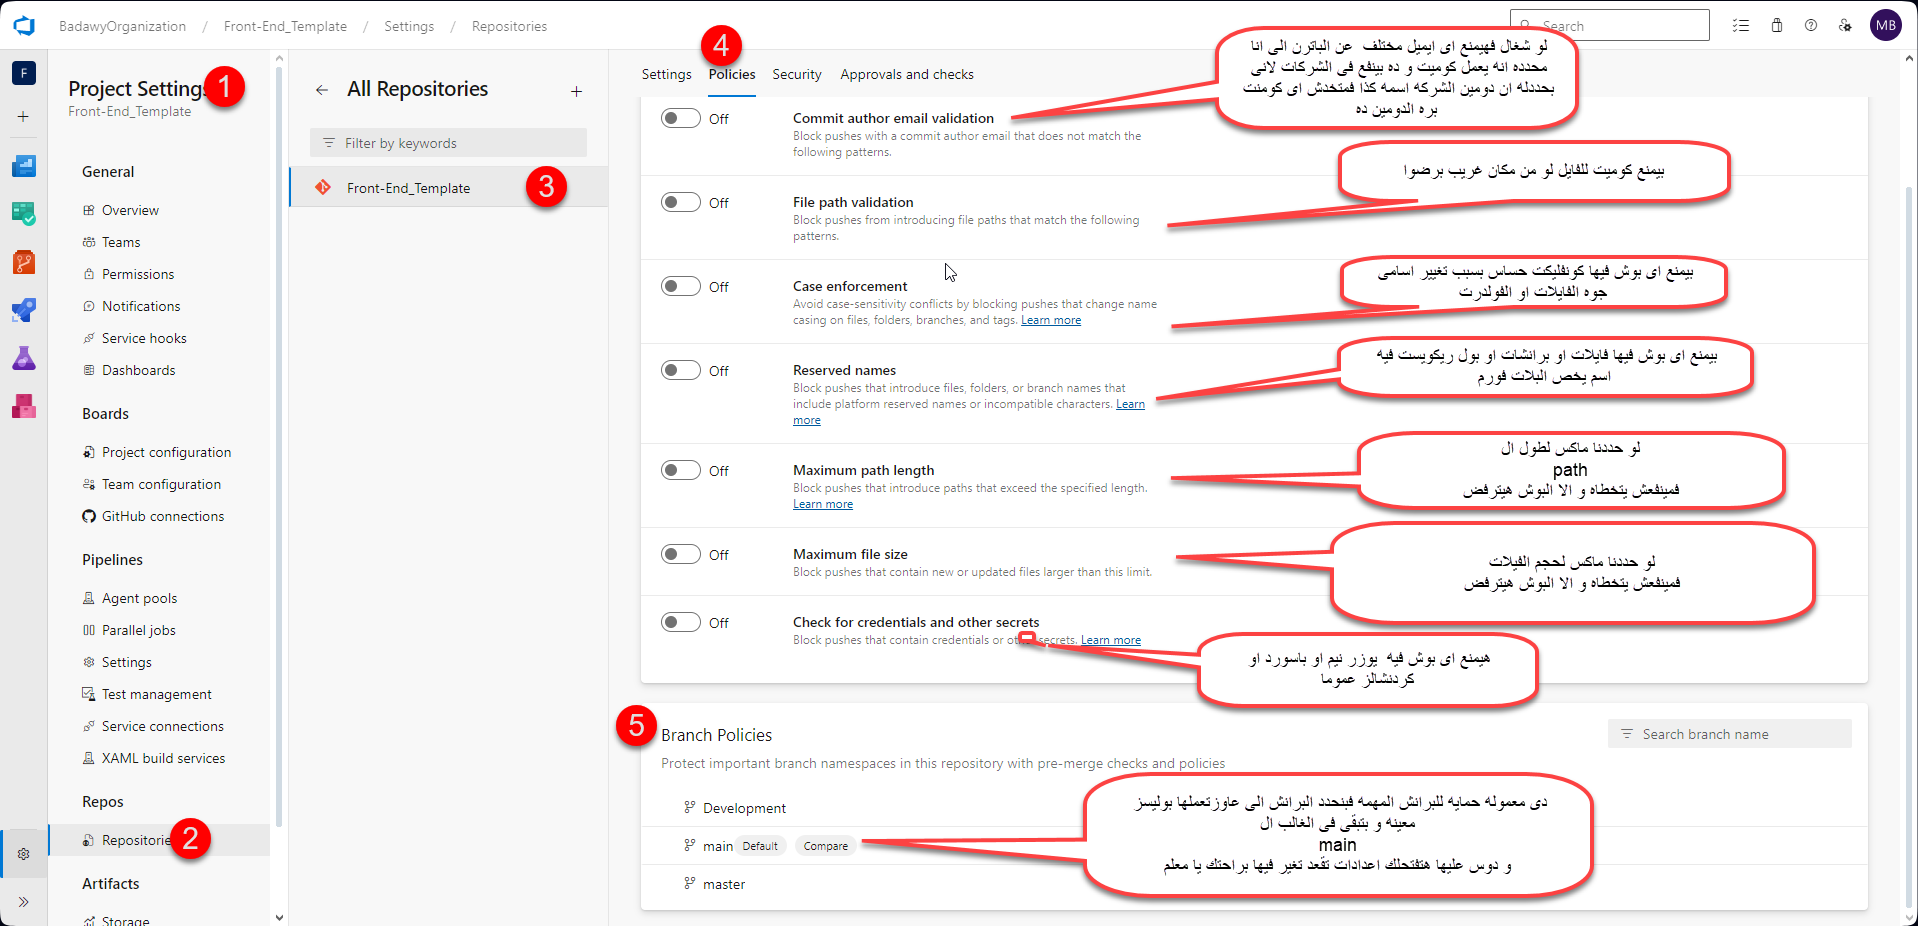 BadawyOrganization / Front-End_Template / Settings / Repositories
Search
MB
F
1
Project Settings
Front-End_Template
General
Overview
Teams
Permissions
Notifications
Service hooks
Dashboards
Boards
Project configuration
Team configuration
GitHub connections
Pipelines
Agent pools
Parallel jobs
Settings
Test management
Service connections
XAML build services
Repos
Repositorie
2
Artifacts
Storage
All Repositories
Filter by keywords
Front-End_Template
3
4
Settings Policies Security Approvals and checks
Off
Commit author email validation
Block pushes with a commit author email that does not match the
following patterns.
لو شغال فهيمنع اى ايميل مختلف عن الباترن الى انا
محدده انه يعمل كوميت و ده بينفع فى الشركات لانى
بحددله ان دومين الشركه اسمه كذا فمتخدش اى كومنت
بره الدومين ده
Off
File path validation
Block pushes from introducing file paths that match the following
patterns.
بيمنع كوميت للفايل لو من مكان غريب برضوا
Off
Case enforcement
Avoid case-sensitivity conflicts by blocking pushes that change name
casing on files, folders, branches, and tags. Learn more
بيمنع اى بوش فيها كونفليكت حساس بسبب تغيير اسامى
جوه الفايلات او الفولدرت
Off
Reserved names
Block pushes that introduce files, folders, or branch names that
include platform reserved names or incompatible characters. Learn
more
بيمنع اى بوش فيها فايلات او برانشات او بول ريكويست فيه
اسم يخص البلات فورم
Off
Maximum path length
Block pushes that introduce paths that exceed the specified length.
Learn more
لو حددنا ماكس لطول ال
path
فمينفعش يتخطاه و الا البوش هيترفض
Off
Maximum file size
Block pushes that contain new or updated files larger than this limit.
لو حددنا ماكس لحجم الفيلات
فمينفعش يتخطاه و الا البوش هيترفض
Off
Check for credentials and other secrets
Block pushes that contain credentials or other secrets. Learn more
هيمنع اى بوش فيه يوزر نيم او باسورد او
كردنشالز عموما
5
Branch Policies
Search branch name
Protect important branch namespaces in this repository with pre-merge checks and policies
Development
main Default Compare
master
دى معموله حمايه للبرانش المهمه فبنحدد البرانش الى عاوزتعملها بوليسز
معينه و بتبقى فى الغالب ال
main
و دوس عليها هتفتحلك اعدادات تقعد تغير فيها براحتك يا معلم